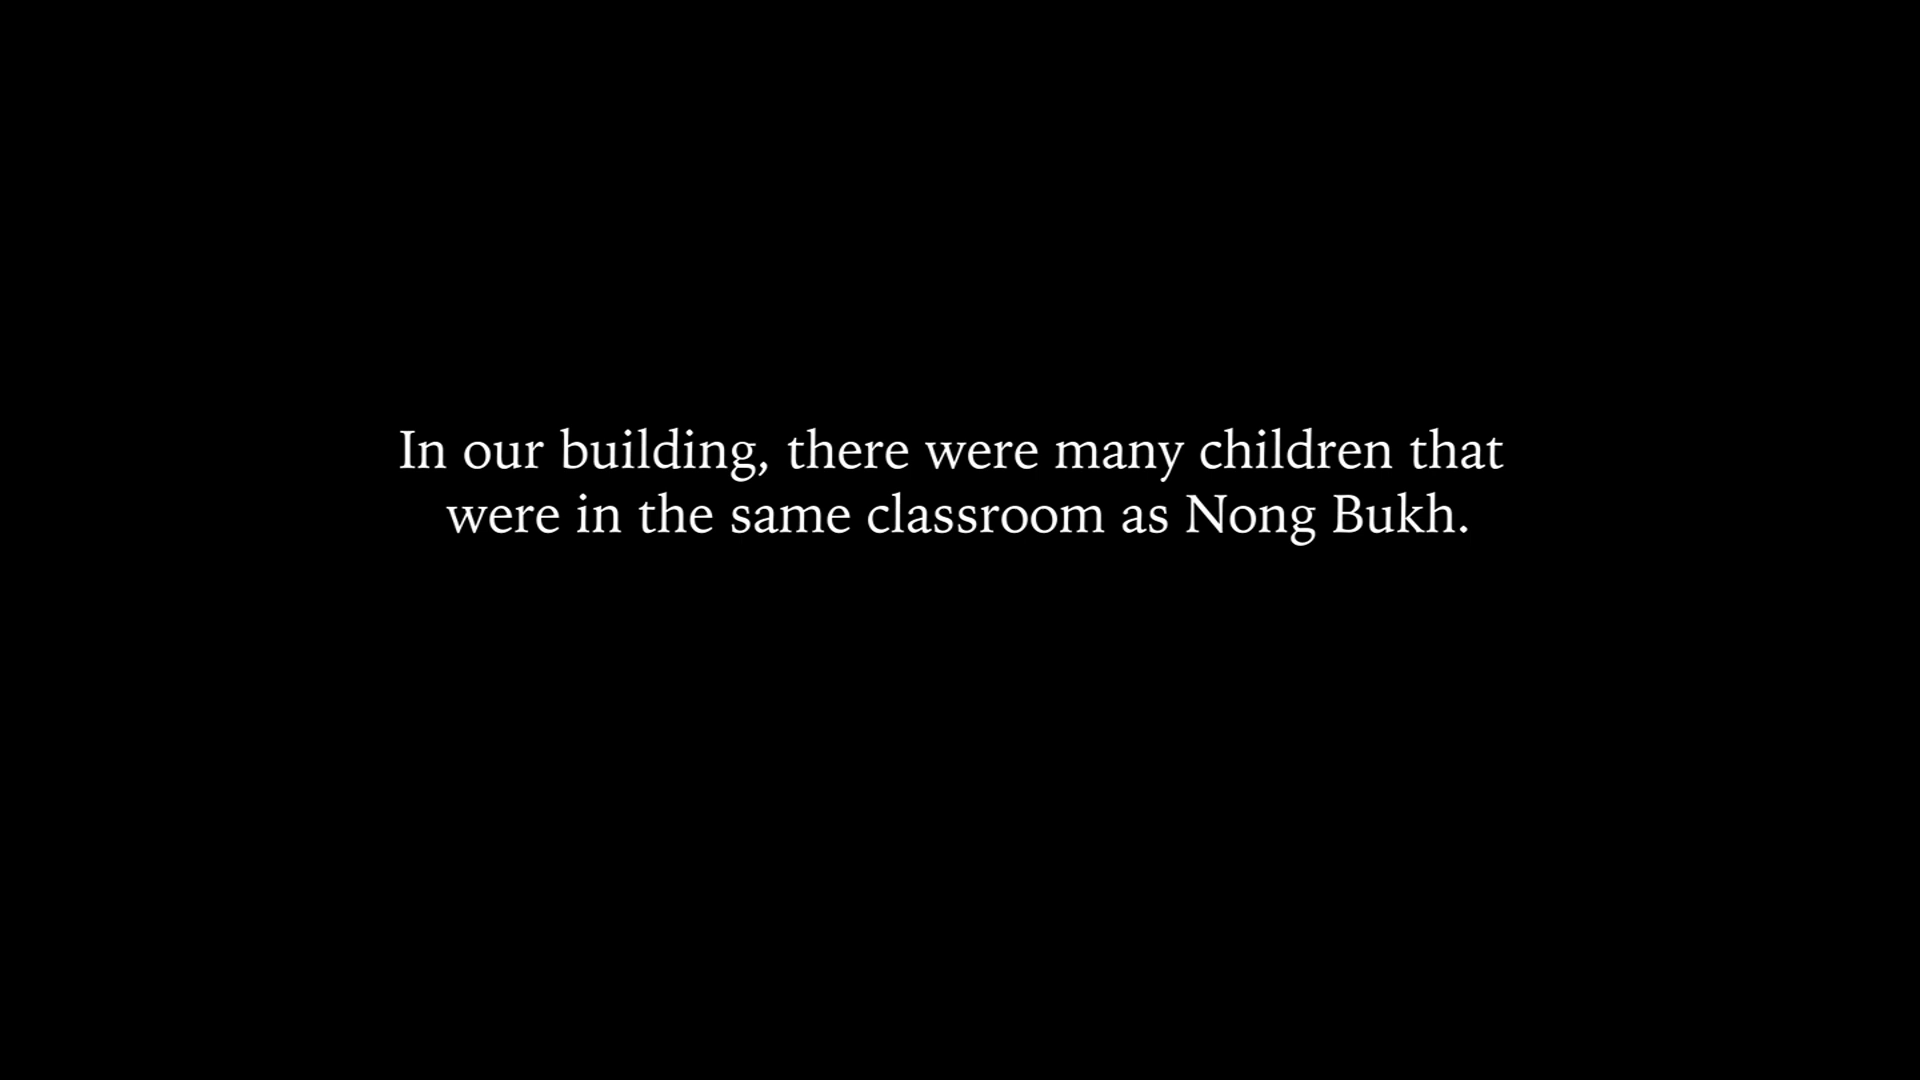 In our building, there were many children that
were in the same classroom as Nong Bukh.